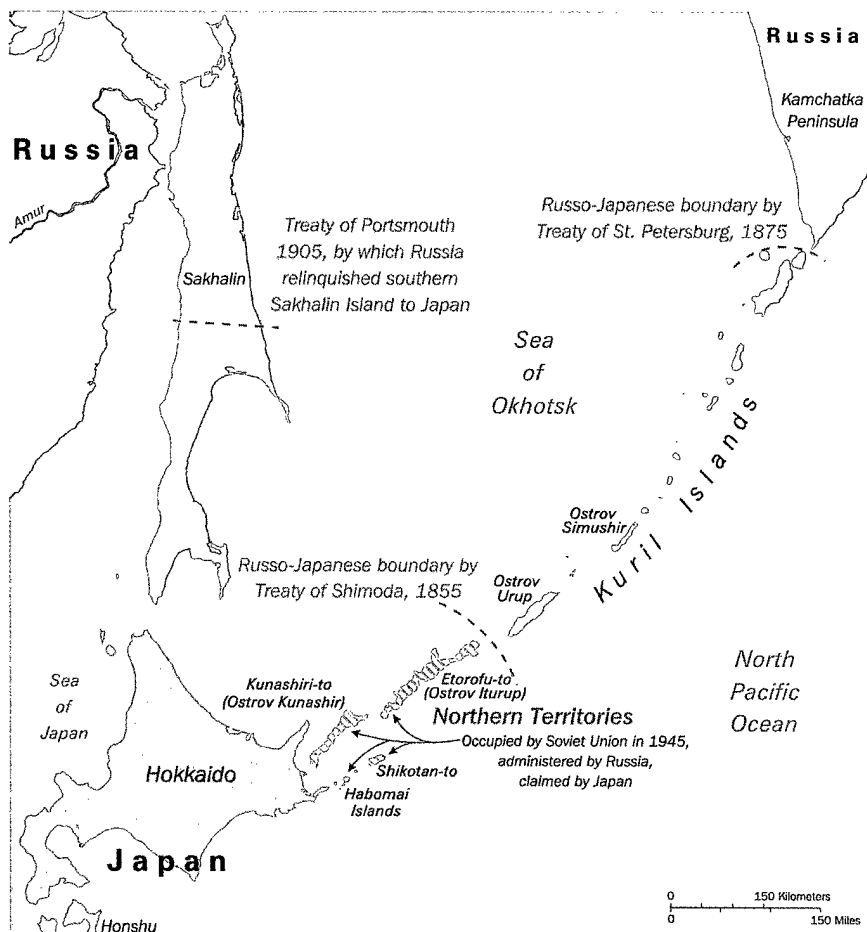 Russia
Kamchatka
Peninsula
Russia
Amur
Sakhalin
Treaty of Portsmouth
1905, by which Russia
relinquished southern
Sakhalin Island to Japan
Russo-Japanese boundary by
Treaty of St. Petersburg, 1875
Sea
of
Okhotsk
Kuril Islands
Ostrov
Simushir
Ostrov
Urup
Russo-Japanese boundary by
Treaty of Shimoda, 1855
Sea
of
Japan
Kunashiri-to
(Ostrov Kunashir)
Etorofu-to
(Ostrov Iturup)
North
Pacific
Ocean
Northern Territories
Occupied by Soviet Union in 1945,
administered by Russia,
claimed by Japan
Hokkaido
Shikotan-to
Habomai
Islands
Japan
Honshu
0 150 Kilometers
0 150 Miles